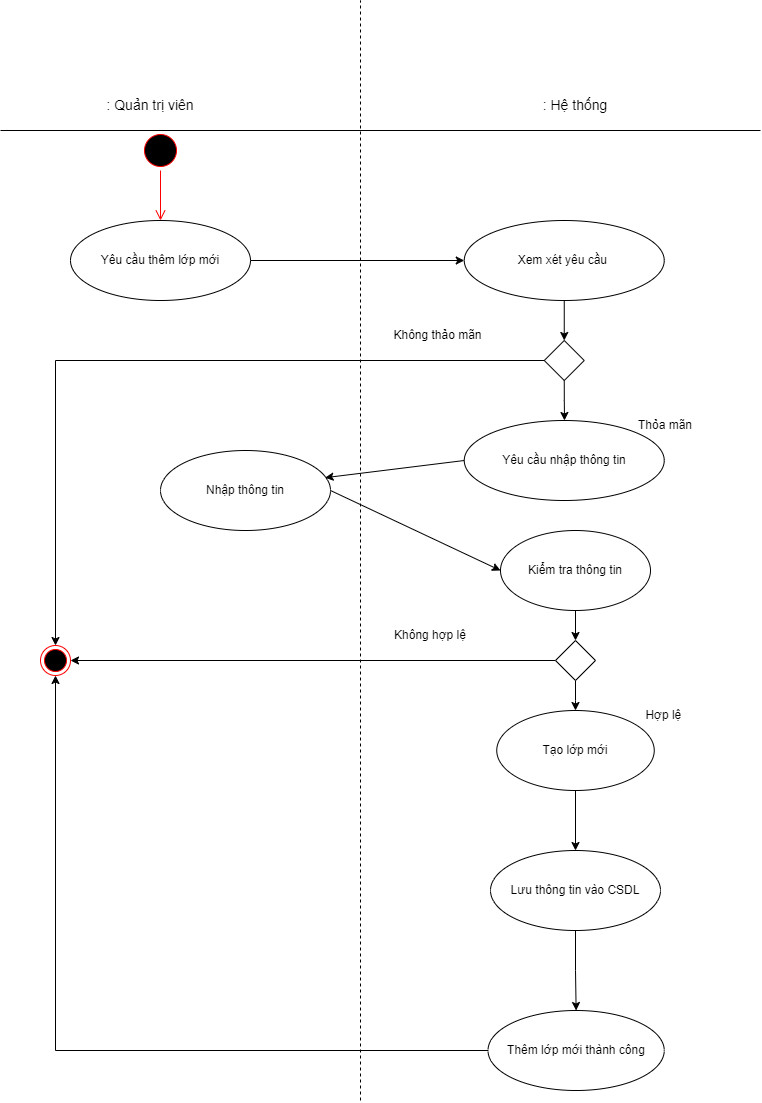 : Quản trị viên
: Hệ thống
Yêu cầu thêm lớp mới
Xem xét yêu cầu
Không thảo mãn
Thỏa mãn
Yêu cầu nhập thông tin
Nhập thông tin
Kiểm tra thông tin
Không hợp lệ
Hợp lệ
Tạo lớp mới
Lưu thông tin vào CSDL
Thêm lớp mới thành công